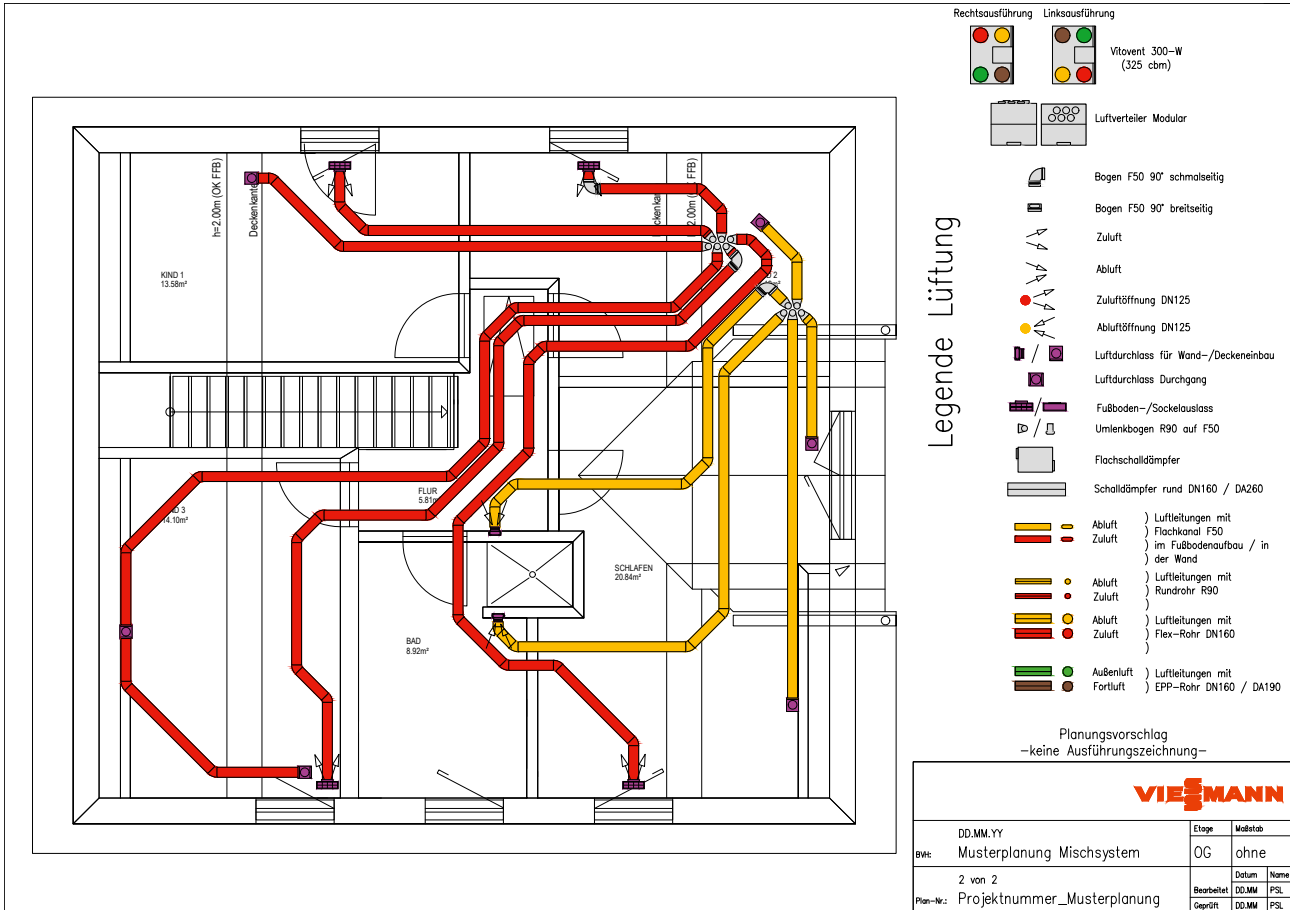 Rechtsausführung Linksausführung
Vitovent 300-W
(325 cbm)
Luftverteiler Modular
Bogen F50 90° schmalseitig
Bogen F50 90° breitseitig
Zuluft
Abluft
Zuluftöffnung DN125
Abluftöffnung DN125
Luftdurchlass für Wand-/Deckeneinbau
Luftdurchlass Durchgang
Fußboden-/Sockelauslass
Umlenkbogen R90 auf F50
Flachschalldämpfer
Schalldämpfer rund DN160 / DA260
Abluft ) Luftleitungen mit
Zuluft ) Flachkanal F50
) im Fußbodenaufbau / in
) der Wand
Abluft ) Luftleitungen mit
Zuluft ) Rundrohr R90
)
Abluft ) Luftleitungen mit
Zuluft ) Flex-Rohr DN160
)
Außenluft ) Luftleitungen mit
Fortluft ) EPP-Rohr DN160 / DA190
Legende Lüftung
h=2.00m (OK FFB)
Deckenkante
2.00m (OK FFB)
KIND 1
13.58m²
FLUR
5.81m²
14.10m²
SCHLAFEN
20.84m²
BAD
8.92m²
Planungsvorschlag
-keine Ausführungszeichnung-
VIESSMANN
DD.MM.YY
BVH: Musterplanung Mischsystem
Etage Maßstab
OG ohne
2 von 2
Plan-Nr.: Projektnummer_Musterplanung
Datum Name
Bearbeitet DD.MM PSL
Geprüft DD.MM PSL